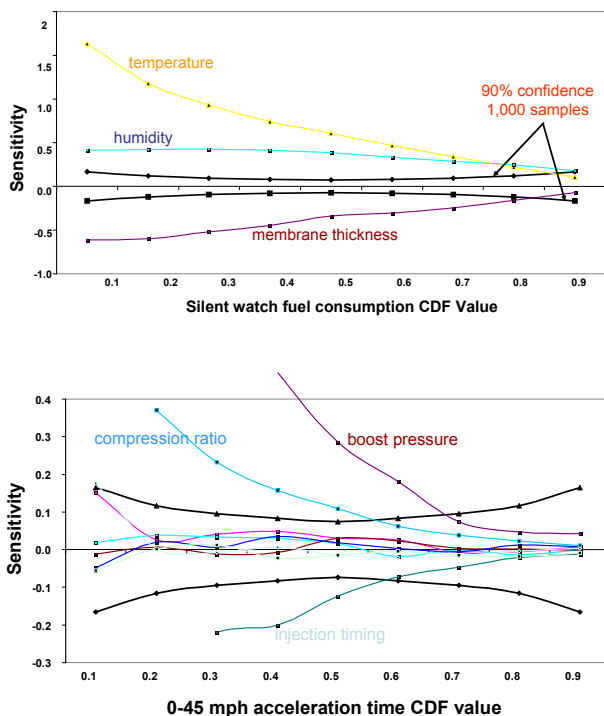 2
temperature
1.5
90% confidence
1,000 samples
1.0
humidity
Sensitivity
0.5
0.0
-0.5
membrane thickness
-1.0
0.1 0.2 0.3 0.4 0.5 0.6 0.7 0.8 0.9
Silent watch fuel consumption CDF Value
0.4
compression ratio
boost pressure
0.3
0.2
Sensitivity
0.1
0.0
-0.1
-0.2
injection timing
-0.3
0.1 0.2 0.3 0.4 0.5 0.6 0.7 0.8 0.9
0-45 mph acceleration time CDF value